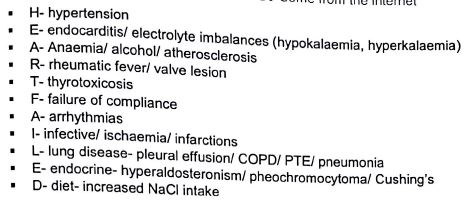 Come from the internet
▪ H- hypertension
▪ E- endocarditis/ electrolyte imbalances (hypokalaemia, hyperkalaemia)
▪ A- Anaemia/ alcohol/ atherosclerosis
▪ R- rheumatic fever/ valve lesion
▪ T- thyrotoxicosis
▪ F- failure of compliance
▪ A- arrhythmias
▪ I- infective/ ischaemia/ infarctions
▪ L- lung disease- pleural effusion/ COPD/ PTE/ pneumonia
▪ E- endocrine- hyperaldosteronism/ pheochromocytoma/ Cushing's
▪ D- diet- increased NaCl intake